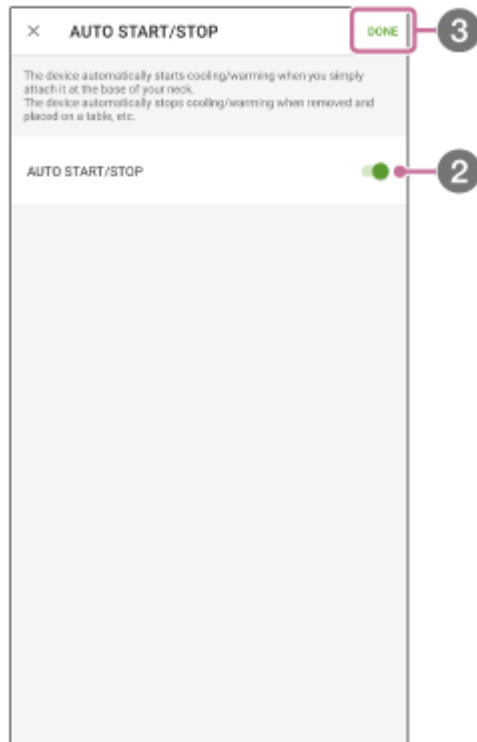 × AUTO START/STOP DONE 3
The device automatically starts cooling/warming when you simply
attach it at the base of your neck.
The device automatically stops cooling/warming when removed and
placed on a table, etc.
AUTO START/STOP 2